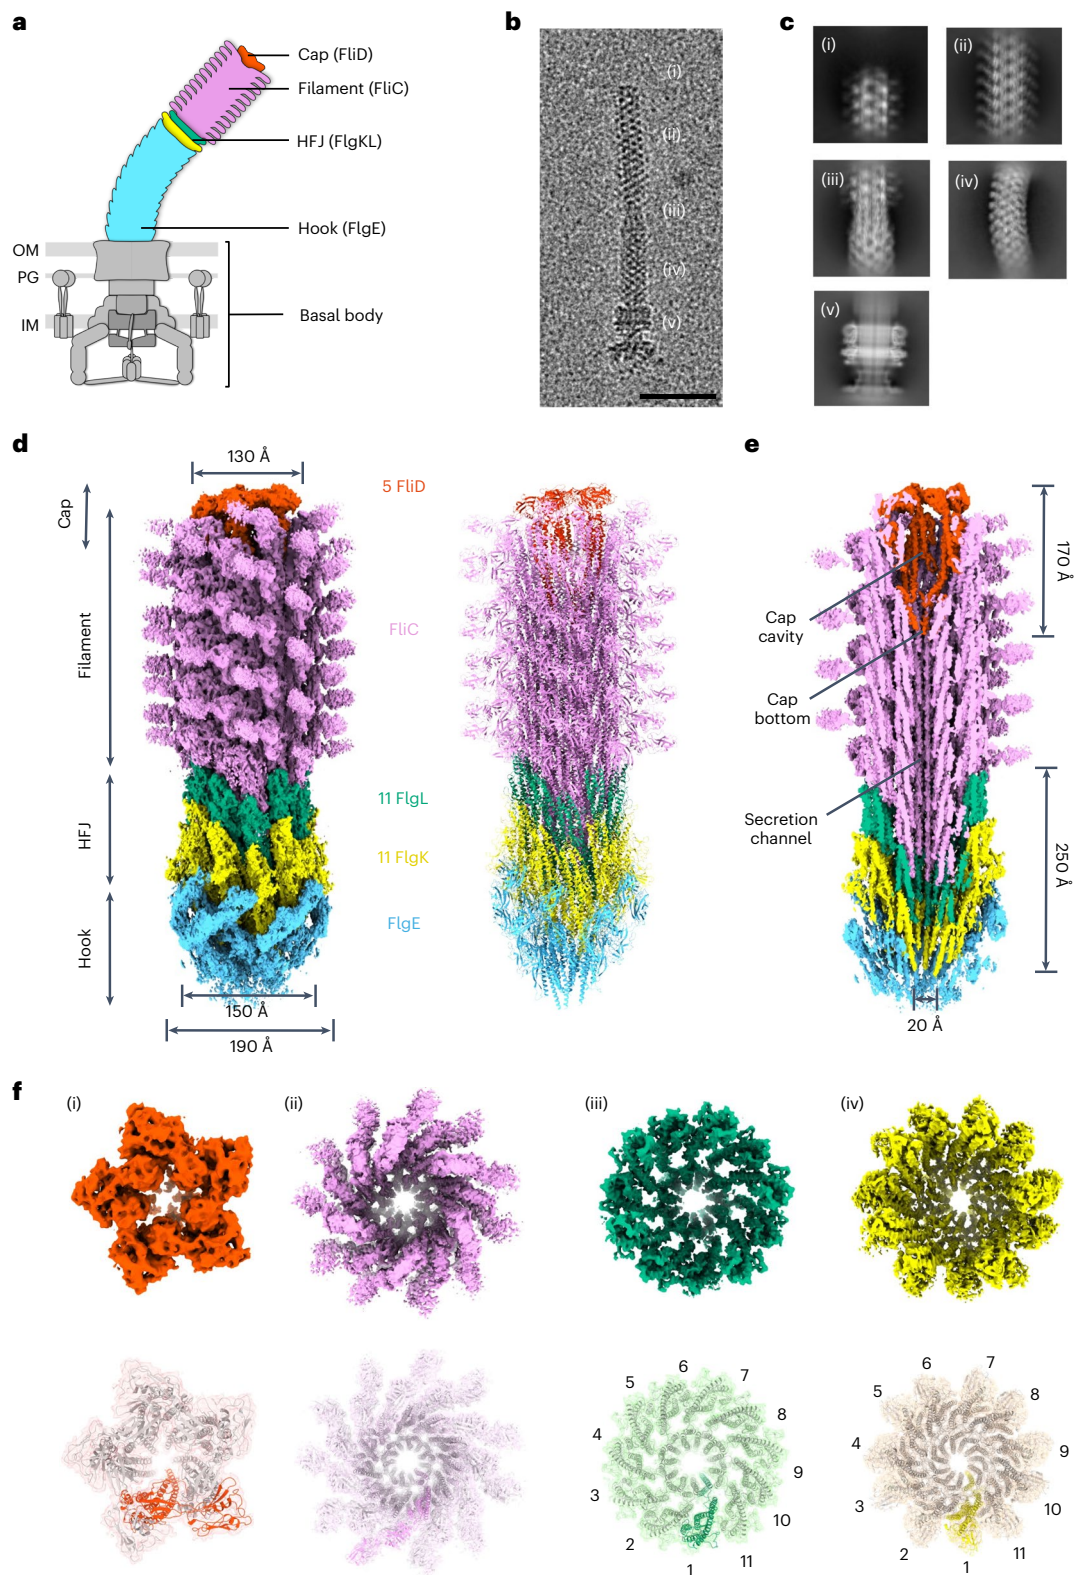 a
Cap (FliD)
Filament (FliC)
HFJ (FlgKL)
Hook (FlgE)
OM
PG
IM
Basal body
b
(i)
(ii)
(iii)
(iv)
(v)
c
(i)
(ii)
(iii)
(iv)
(v)
d
130 Å
Cap
Filament
HFJ
Hook
150 Å
190 Å
5 FliD
FliC
11 FlgL
11 FlgK
FlgE
e
170 Å
Cap
cavity
Cap
bottom
Secretion
channel
250 Å
20 Å
f
(i)
(ii)
(iii)
(iv)
6
7
5
8
4
9
3
10
2
11
1
6
7
5
8
4
9
3
10
2
11
1